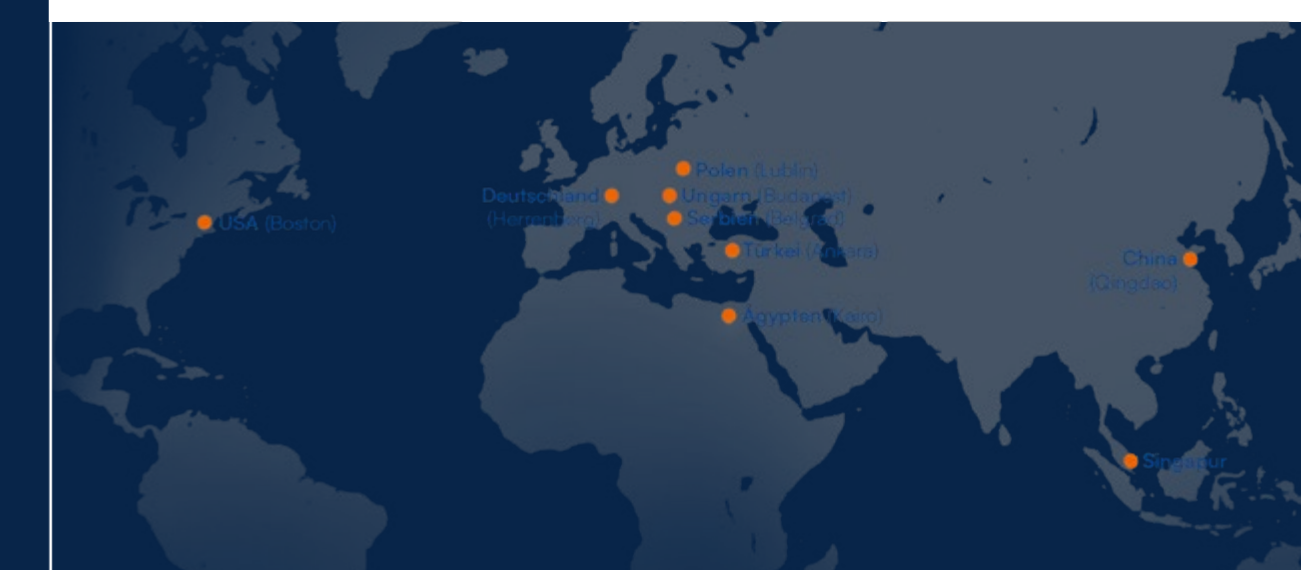 Polen (Lublin)
Deutschland
(Herrenberg)
Ungarn (Budapest)
Serbien (Belgrad)
USA (Boston)
Türkei (Ankara)
China
(Qingdao)
Ägypten (Kairo)
Singapur